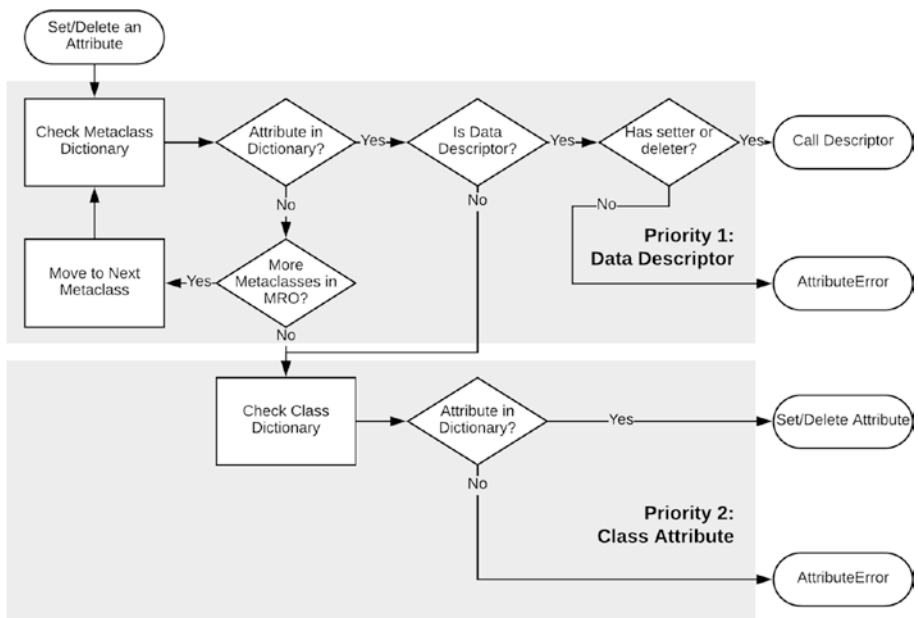 Set/Delete an
Attribute
Check Metaclass
Dictionary
Attribute in
Dictionary?
Yes
Is Data
Descriptor?
Yes
Has setter or
deleter?
Yes
Call Descriptor
No
No
No
Priority 1:
Data Descriptor
Move to Next
Metaclass
Yes
More
Metaclasses in
MRO?
AttributeError
No
Check Class
Dictionary
Attribute in
Dictionary?
Yes
Set/Delete Attribute
No
Priority 2:
Class Attribute
AttributeError